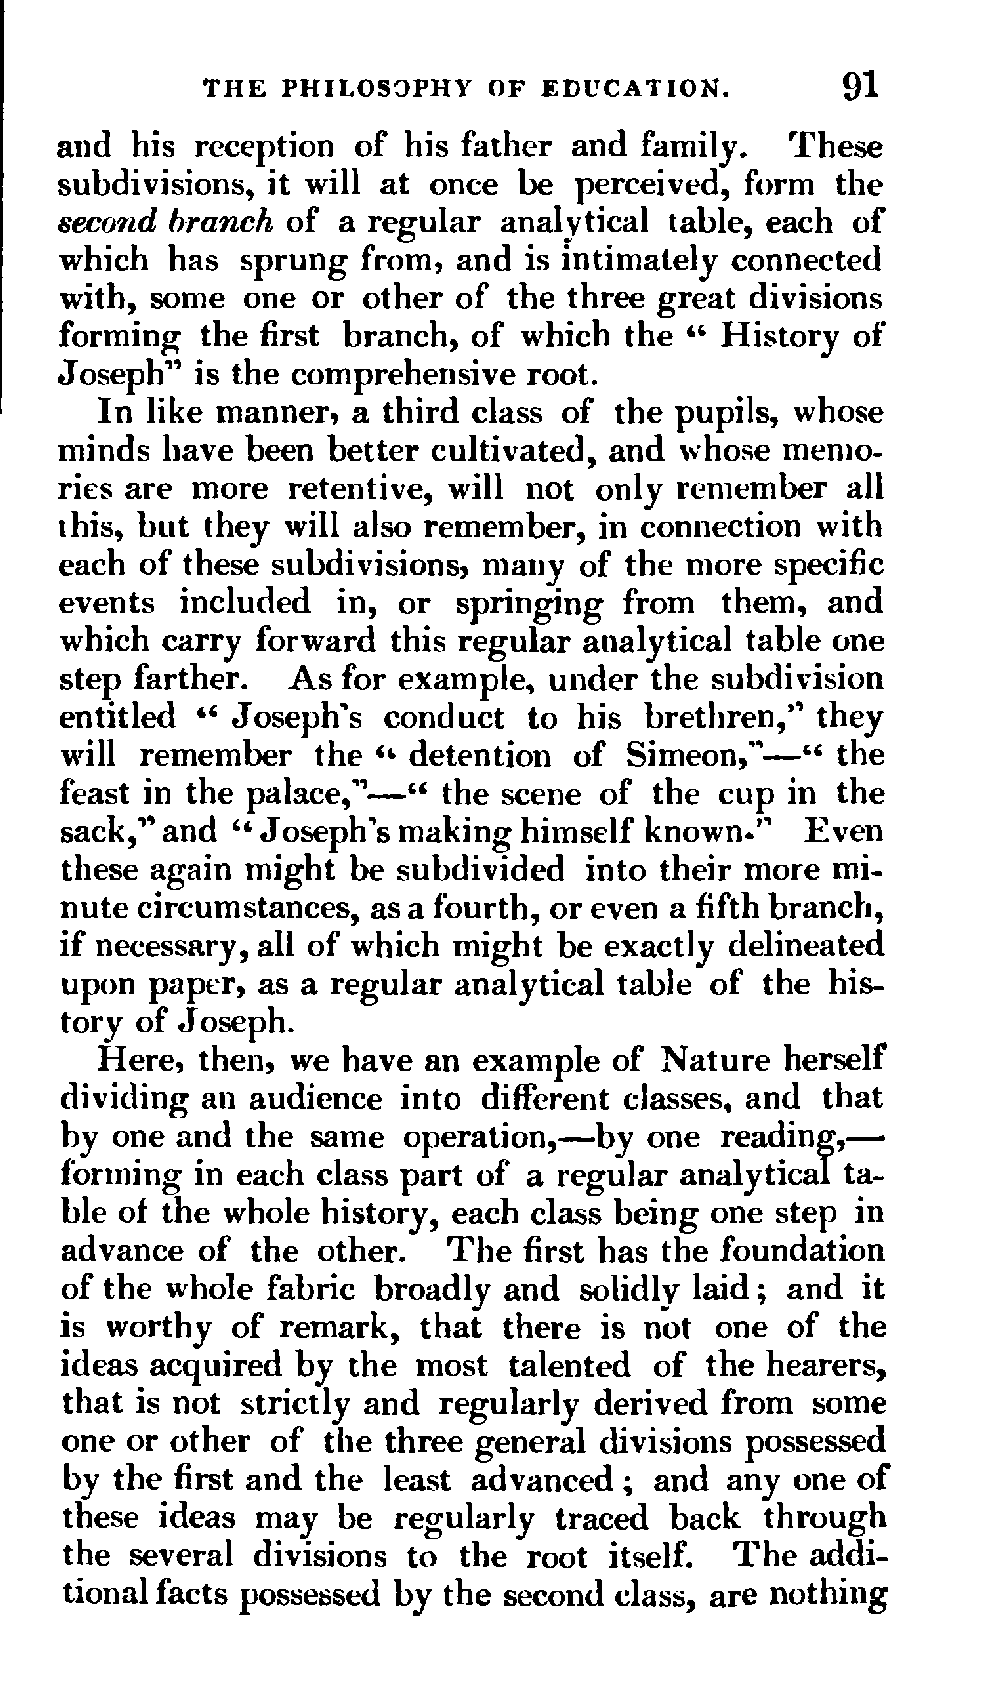 THE PHILOSOPHY OF EDUCATION. 91
and his reception of his father and family. These
subdivisions, it will at once be perceived, form the
second branch of a regular analytical table, each of
which has sprung from, and is intimately connected
with, some one or other of the three great divisions
forming the first branch, of which the “ History of
Joseph” is the comprehensive root.
In like manner, a third class of the pupils, whose
minds have been better cultivated, and whose memo-
ries are more retentive, will not only remember all
this, but they will also remember, in connection with
each of these subdivisions, many of the more specific
events included in, or springing from them, and
which carry forward this regular analytical table one
step farther. As for example, under the subdivision
entitled “ Joseph's conduct to his brethren,” they
will remember the “ detention of Simeon,”—“ the
feast in the palace,”—“ the scene of the cup in the
sack,” and “ Joseph's making himself known.” Even
these again might be subdivided into their more mi-
nute circumstances, as a fourth, or even a fifth branch,
if necessary, all of which might be exactly delineated
upon paper, as a regular analytical table of the his-
tory of Joseph.
Here, then, we have an example of Nature herself
dividing an audience into different classes, and that
by one and the same operation,—by one reading,—
forming in each class part of a regular analytical ta-
ble of the whole history, each class being one step in
advance of the other. The first has the foundation
of the whole fabric broadly and solidly laid ; and it
is worthy of remark, that there is not one of the
ideas acquired by the most talented of the hearers,
that is not strictly and regularly derived from some
one or other of the three general divisions possessed
by the first and the least advanced ; and any one of
these ideas may be regularly traced back through
the several divisions to the root itself. The addi-
tional facts possessed by the second class, are nothing